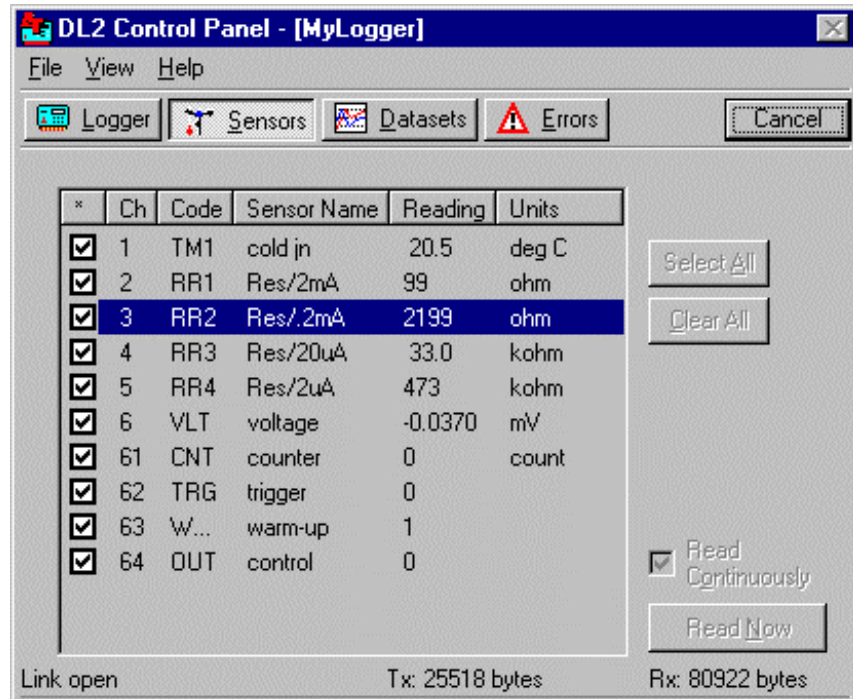 DL2 Control Panel - [MyLogger]
File View Help
Logger Sensors Datasets Errors Cancel
* Ch Code Sensor Name Reading Units
1 TM1 cold jn 20.5 deg C
2 RR1 Res/2mA 99 ohm
3 RR2 Res/.2mA 2199 ohm
4 RR3 Res/20uA 33.0 kohm
5 RR4 Res/2uA 473 kohm
6 VLT voltage -0.0370 mV
61 CNT counter 0 count
62 TRG trigger 0
63 W... warm-up 1
64 OUT control 0
Select All
Clear All
Read
Continuously
Read Now
Link open Tx: 25518 bytes Rx: 80922 bytes